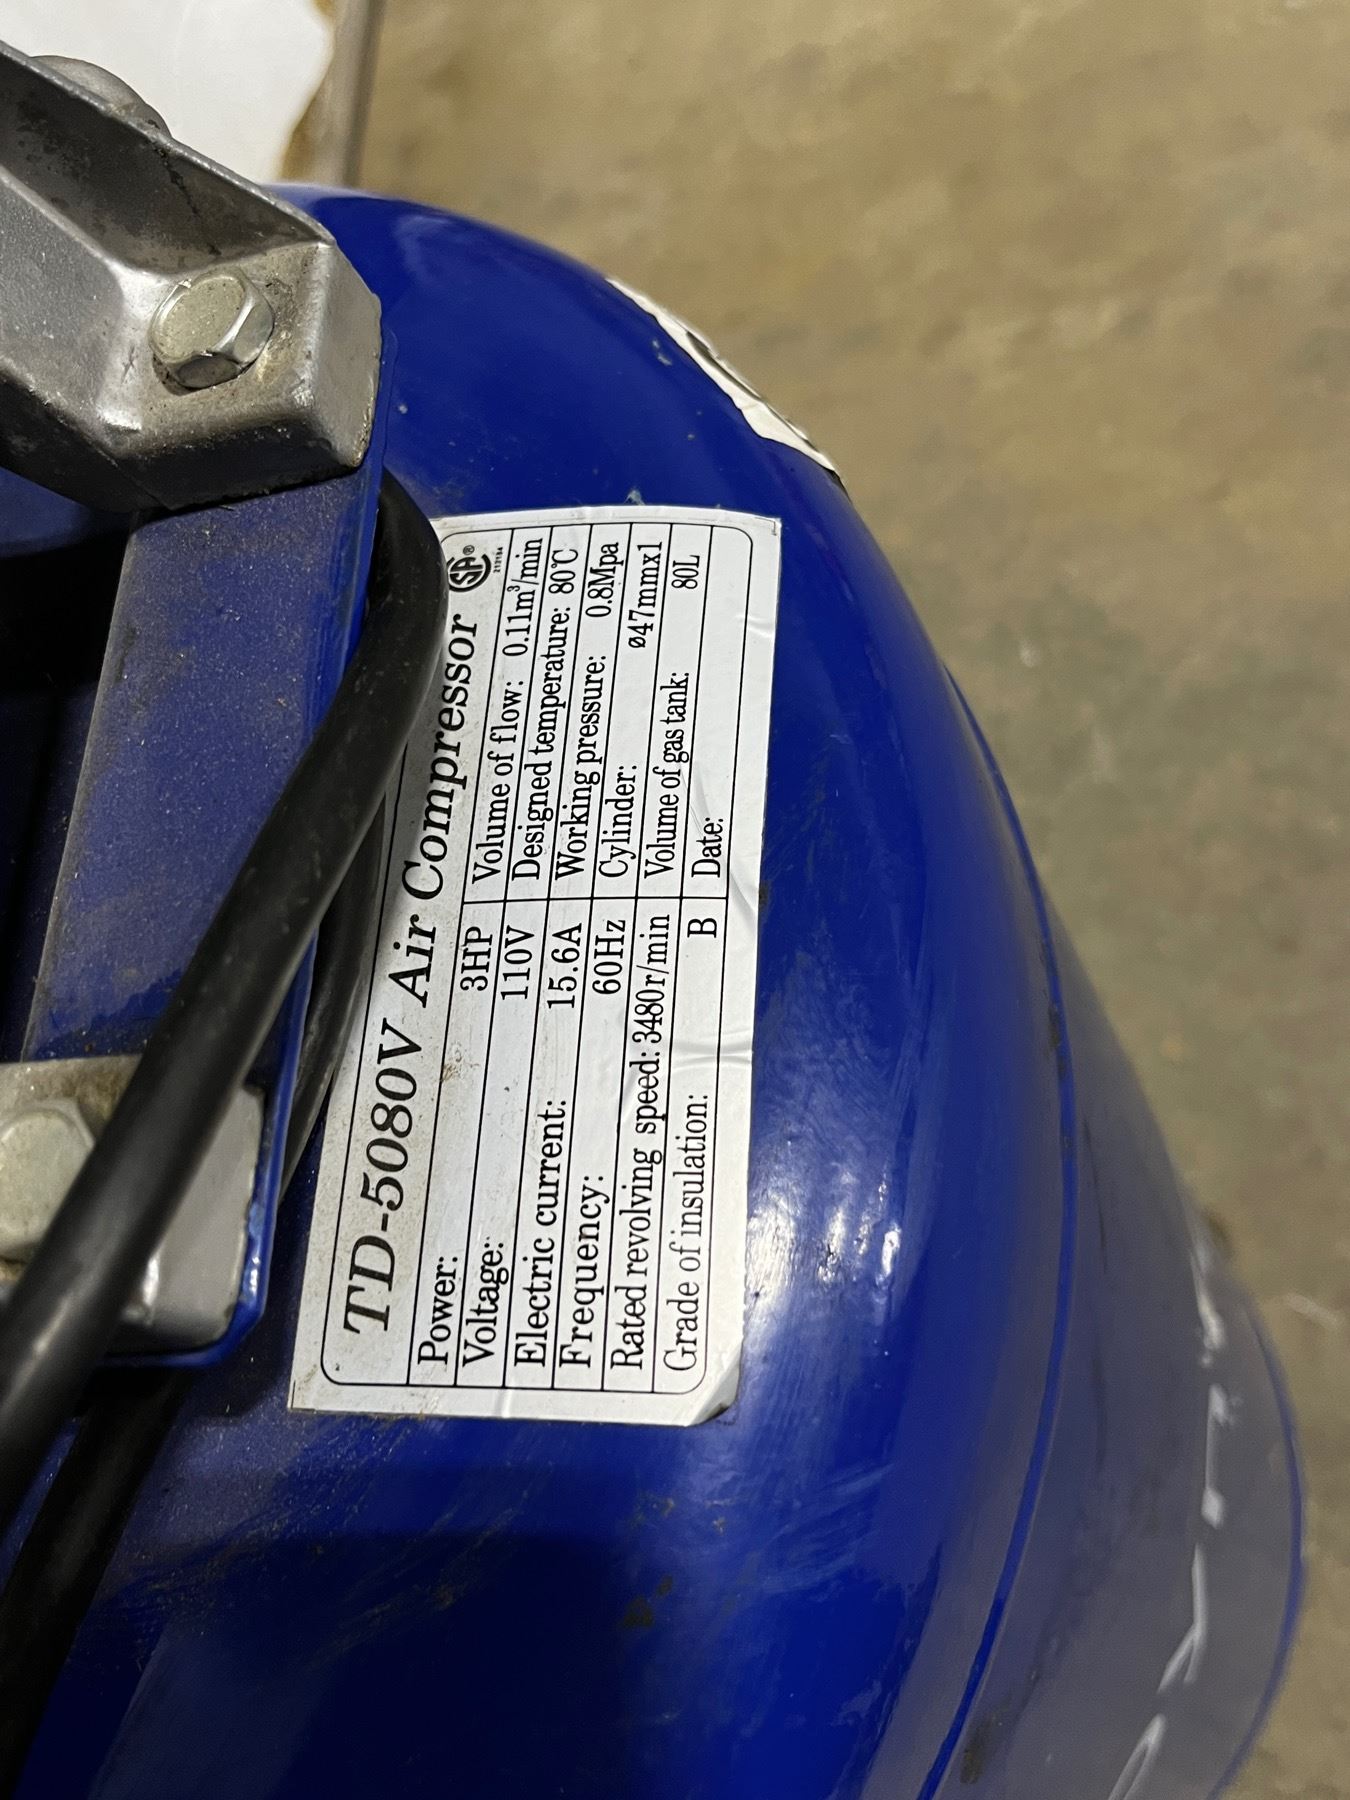 TD-5080V Air Compressor SA®
Power: 3HP Volume of flow: 0.11m³/min
Voltage: 110V Designed temperature: 80℃
Electric current: 15.6A Working pressure: 0.8Mpa
Frequency: 60Hz Cylinder: ø47mmx1
Rated revolving speed: 3480r/min Volume of gas tank: 80L
Grade of insulation: B Date: